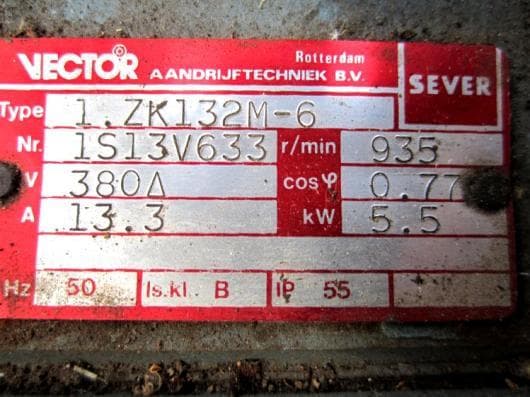 VECTOR® Rotterdam
AANDRIJFTECHNIEK B.V.
SEVER
Type 1.ZK132M-6
Nr. 1S13V633 r/min 935
V 380Δ cosφ 0.77
A 13.3 kW 5.5
Hz 50 Is.kl. B IP 55